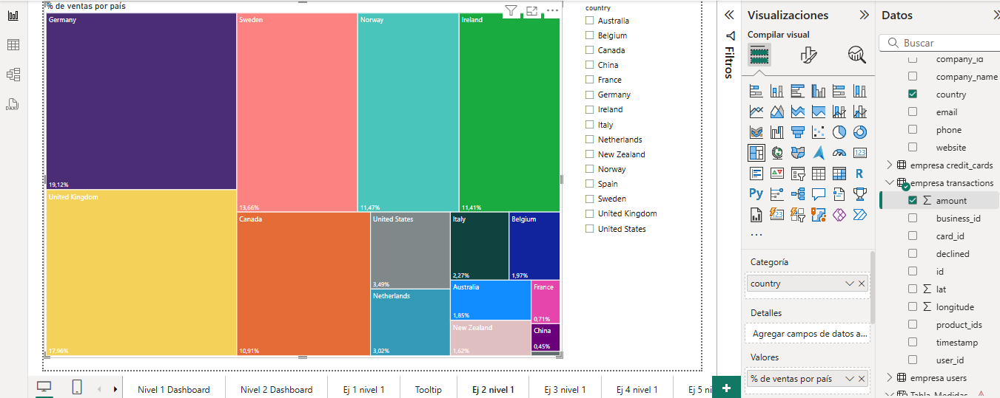 % de ventas por país
Germany
19,12%
Sweden
13,66%
Norway
11,47%
Ireland
11,41%
United Kingdom
17,96%
Canada
10,91%
United States
3,49%
Netherlands
3,02%
Italy
2,27%
Belgium
1,97%
Australia
1,85%
New Zealand
1,62%
France
0,71%
China
0,45%
country
Australia
Belgium
Canada
China
France
Germany
Ireland
Italy
Netherlands
New Zealand
Norway
Spain
Sweden
United Kingdom
United States
Filtros
Visualizaciones
Compilar visual
123
R
Py
123
...
Categoría
country
Detalles
Agregar campos de datos a...
Valores
% de ventas por país
Datos
Buscar
company_id
company_name
country
email
phone
website
empresa credit_cards
empresa transactions
amount
business_id
card_id
declined
id
lat
longitude
product_ids
timestamp
user_id
empresa users
Tabla_Medidas
DAX
Nivel 1 Dashboard
Nivel 2 Dashboard
Ej 1 nivel 1
Tooltip
Ej 2 nivel 1
Ej 3 nivel 1
Ej 4 nivel 1
Ej 5 ni